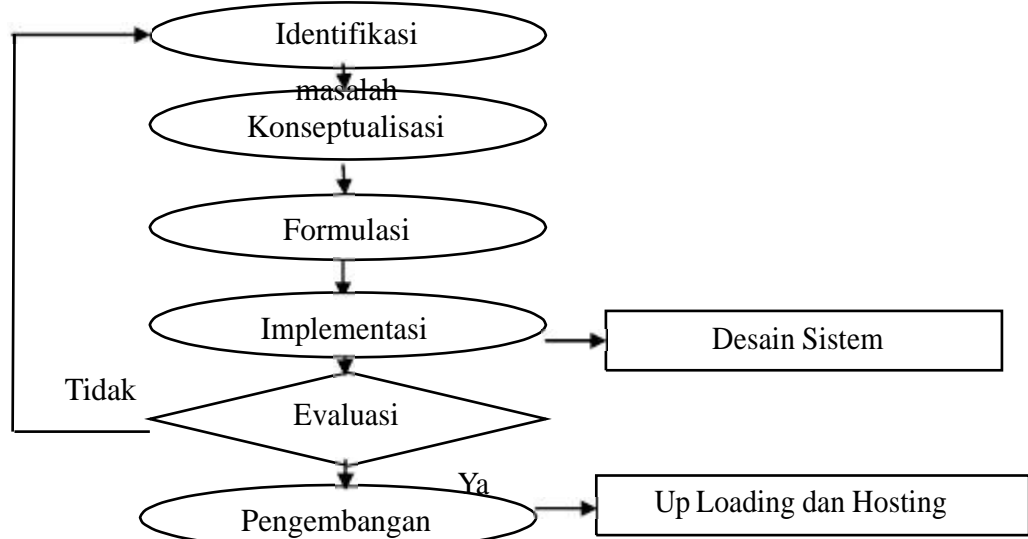 Identifikasi
masalah
Konseptualisasi
Formulasi
Implementasi
Desain Sistem
Tidak
Evaluasi
Ya
Up Loading dan Hosting
Pengembangan